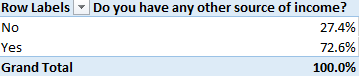 Row Labels Do you have any other source of income?
No 27.4%
Yes 72.6%
Grand Total 100.0%